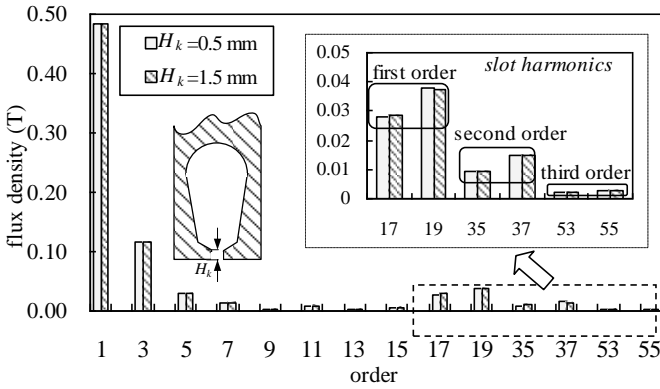 0.50
0.40
0.30
0.20
0.10
0.00
flux density (T)
H_k=0.5 mm
H_k=1.5 mm
H_k
0.05
0.04
0.03
0.02
0.01
0
slot harmonics
first order
second order
third order
17 19 35 37 53 55
1 3 5 7 9 11 13 15 17 19 35 37 53 55
order